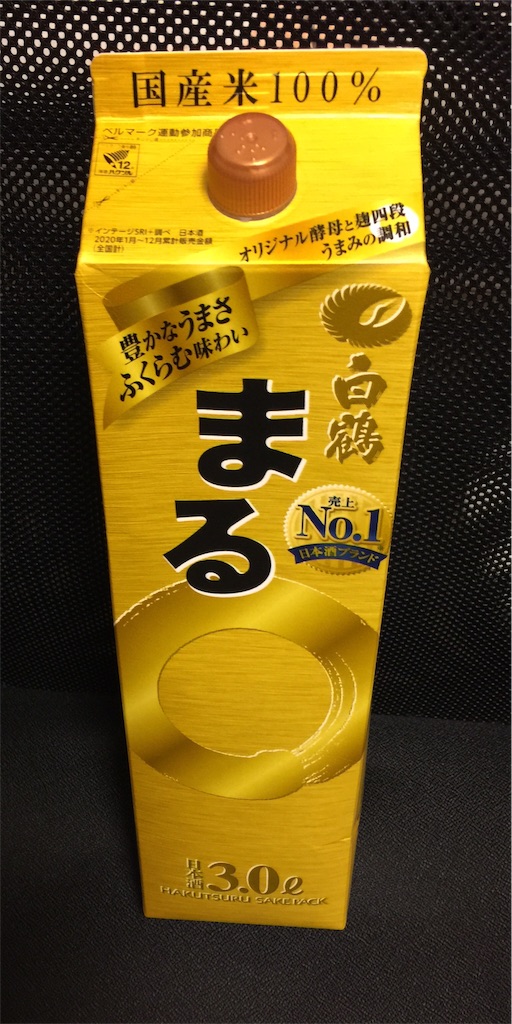 国産米100%
ベルマーク運動参加商
12
インテージSRI+調べ 日本酒
2020年1月〜12月累計販売金額
(全国計)
オリジナル酵母と麹四段
うまみの調和
豊かなうまさ
ふくらむ味わい
白鶴
まる
売上
No.1
日本酒ブランド
日本酒 3.0ℓ
HAKUTSURU SAKEPACK